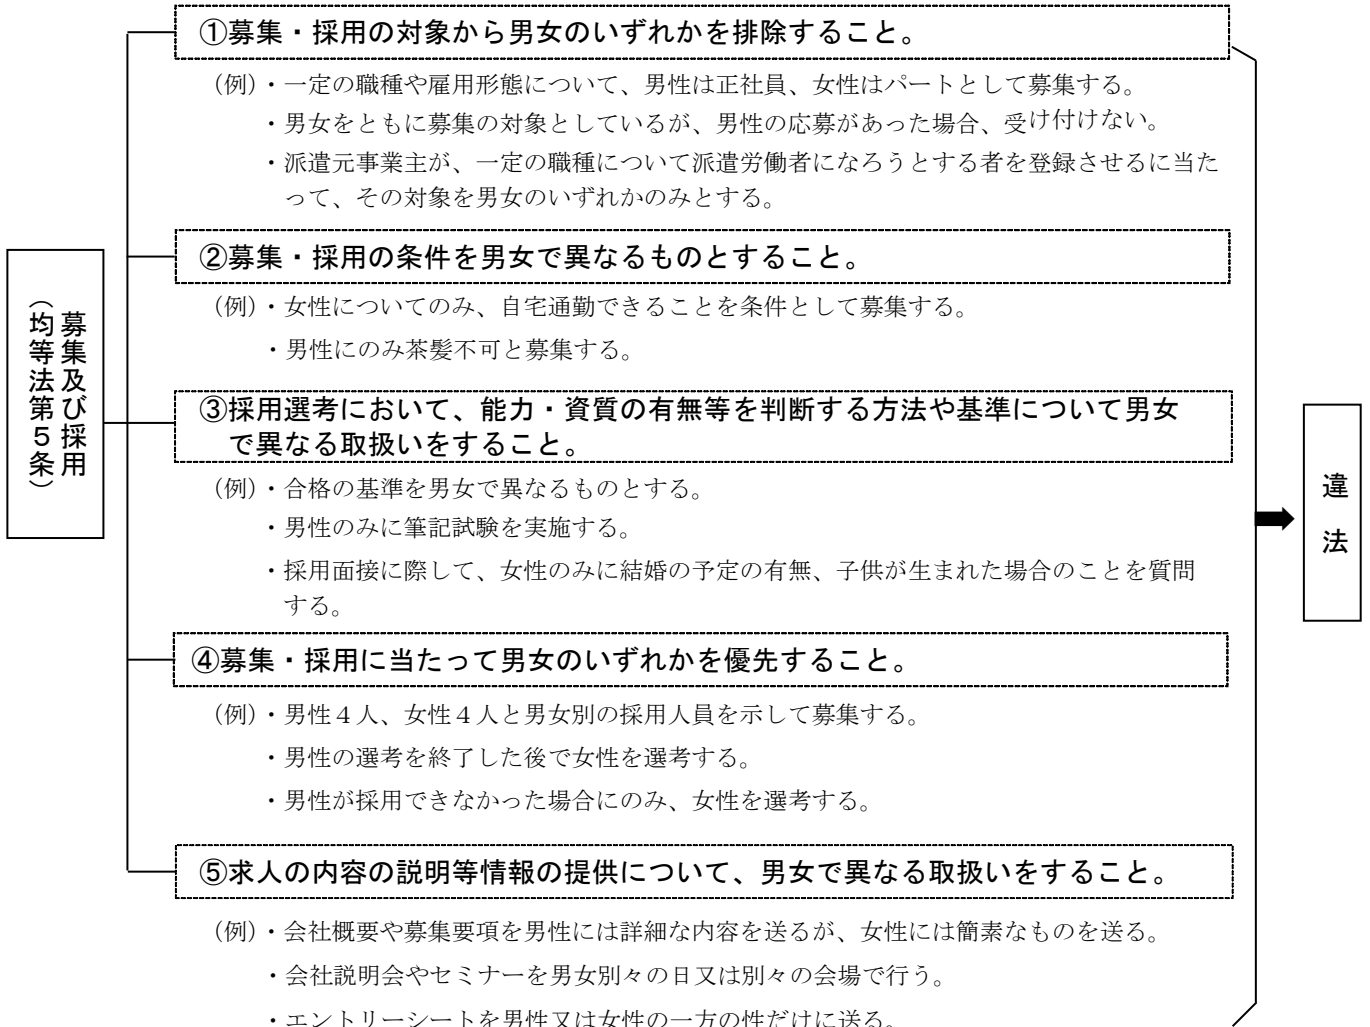 募集及び採用
（均等法第５条）
①募集・採用の対象から男女のいずれかを排除すること。
（例）・一定の職種や雇用形態について、男性は正社員、女性はパートとして募集する。
・男女をともに募集の対象としているが、男性の応募があった場合、受け付けない。
・派遣元事業主が、一定の職種について派遣労働者になろうとする者を登録させるに当た
って、その対象を男女のいずれかのみとする。
②募集・採用の条件を男女で異なるものとすること。
（例）・女性についてのみ、自宅通勤できることを条件として募集する。
・男性にのみ茶髪不可と募集する。
③採用選考において、能力・資質の有無等を判断する方法や基準について男女
で異なる取扱いをすること。
（例）・合格の基準を男女で異なるものとする。
・男性のみに筆記試験を実施する。
・採用面接に際して、女性のみに結婚の予定の有無、子供が生まれた場合のことを質問
する。
④募集・採用に当たって男女のいずれかを優先すること。
（例）・男性４人、女性４人と男女別の採用人員を示して募集する。
・男性の選考を終了した後で女性を選考する。
・男性が採用できなかった場合にのみ、女性を選考する。
⑤求人の内容の説明等情報の提供について、男女で異なる取扱いをすること。
（例）・会社概要や募集要項を男性には詳細な内容を送るが、女性には簡素なものを送る。
・会社説明会やセミナーを男女別々の日又は別々の会場で行う。
・エントリーシートを男性又は女性の一方の性だけに送る。
違法